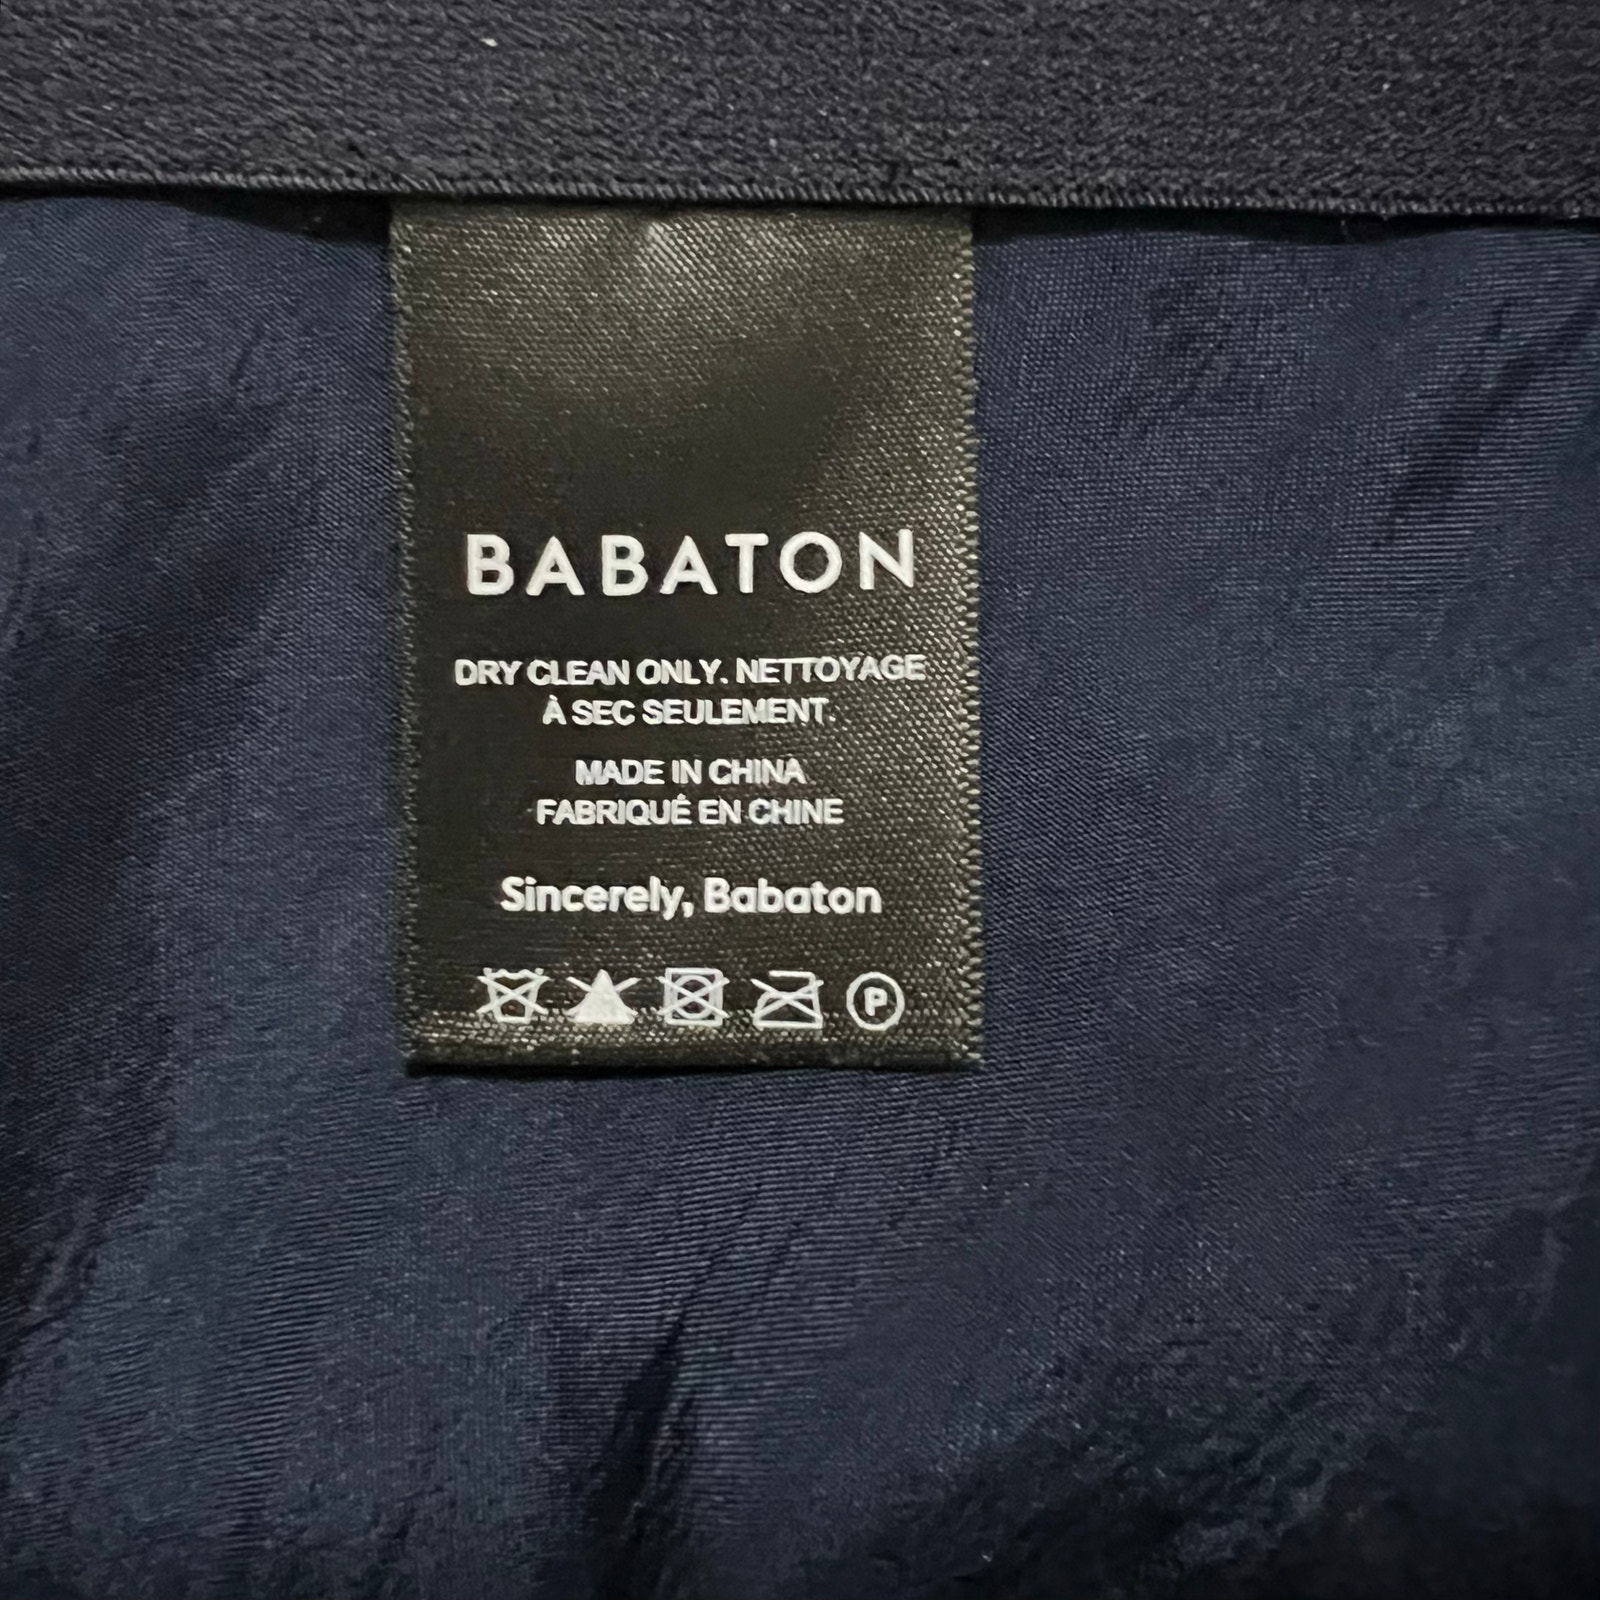 BABATON
DRY CLEAN ONLY. NETTOYAGE
À SEC SEULEMENT.
MADE IN CHINA
FABRIQUÉ EN CHINE
Sincerely, Babaton
P